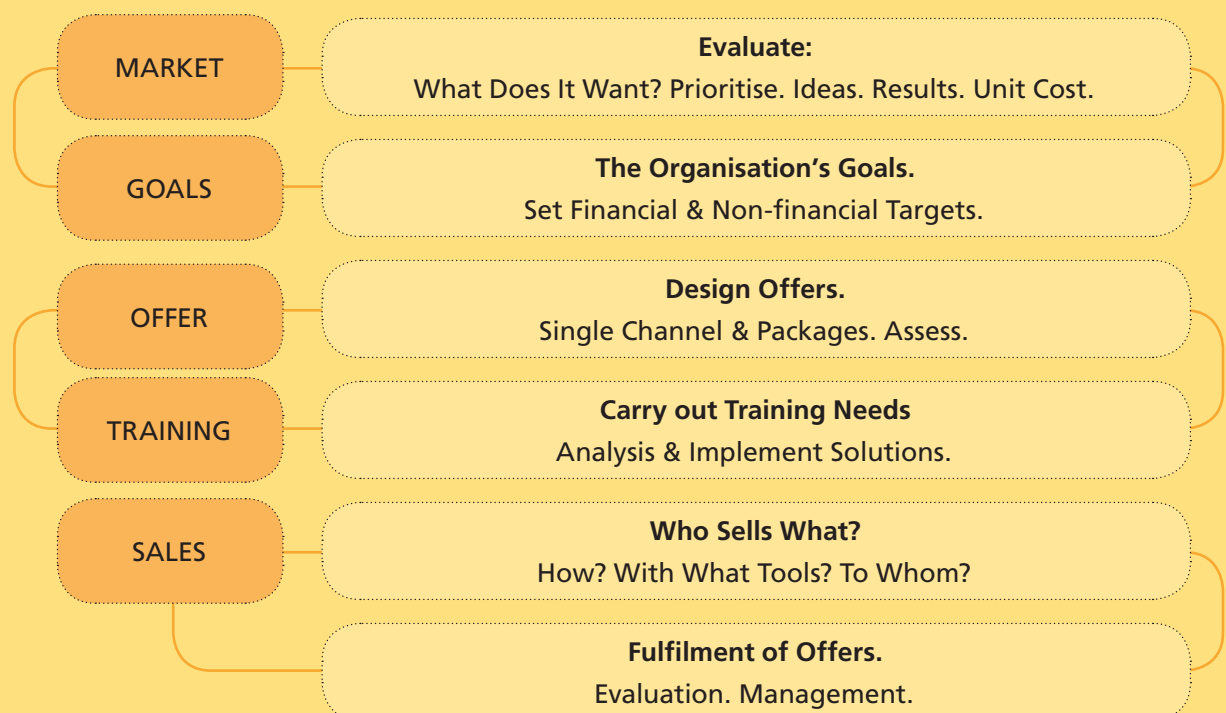 MARKET
Evaluate:
What Does It Want? Prioritise. Ideas. Results. Unit Cost.
GOALS
The Organisation’s Goals.
Set Financial & Non-financial Targets.
OFFER
Design Offers.
Single Channel & Packages. Assess.
TRAINING
Carry out Training Needs
Analysis & Implement Solutions.
SALES
Who Sells What?
How? With What Tools? To Whom?
Fulfilment of Offers.
Evaluation. Management.